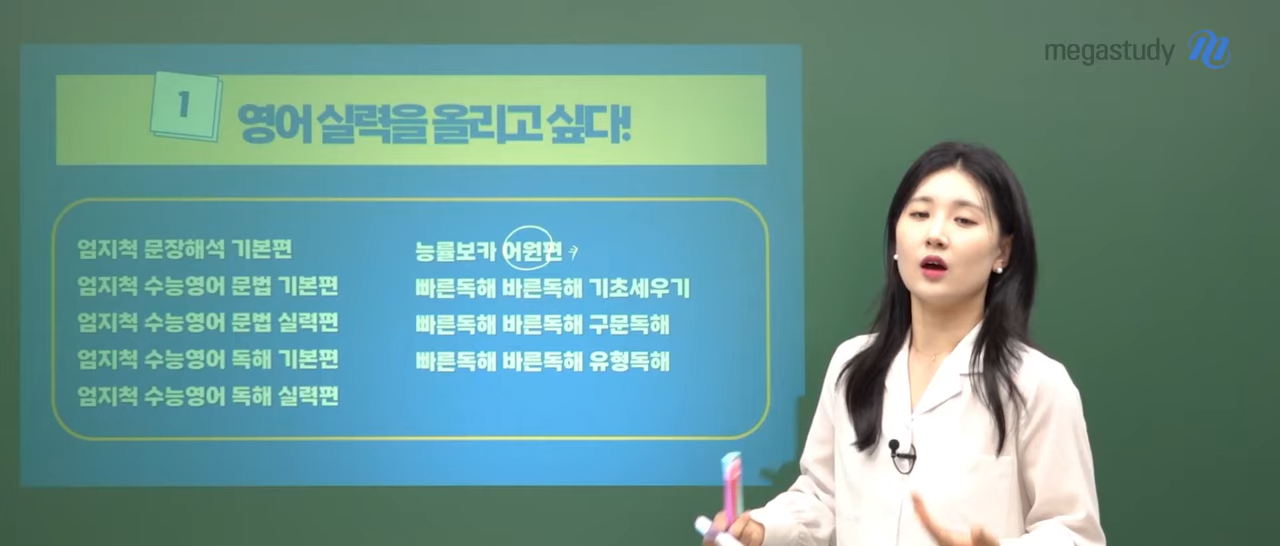 megastudy
1
영어 실력을 올리고 싶다!
엄지척 문장해석 기본편
엄지척 수능영어 문법 기본편
엄지척 수능영어 문법 실력편
엄지척 수능영어 독해 기본편
엄지척 수능영어 독해 실력편
능률보카 어원편
빠른독해 바른독해 기초세우기
빠른독해 바른독해 구문독해
빠른독해 바른독해 유형독해